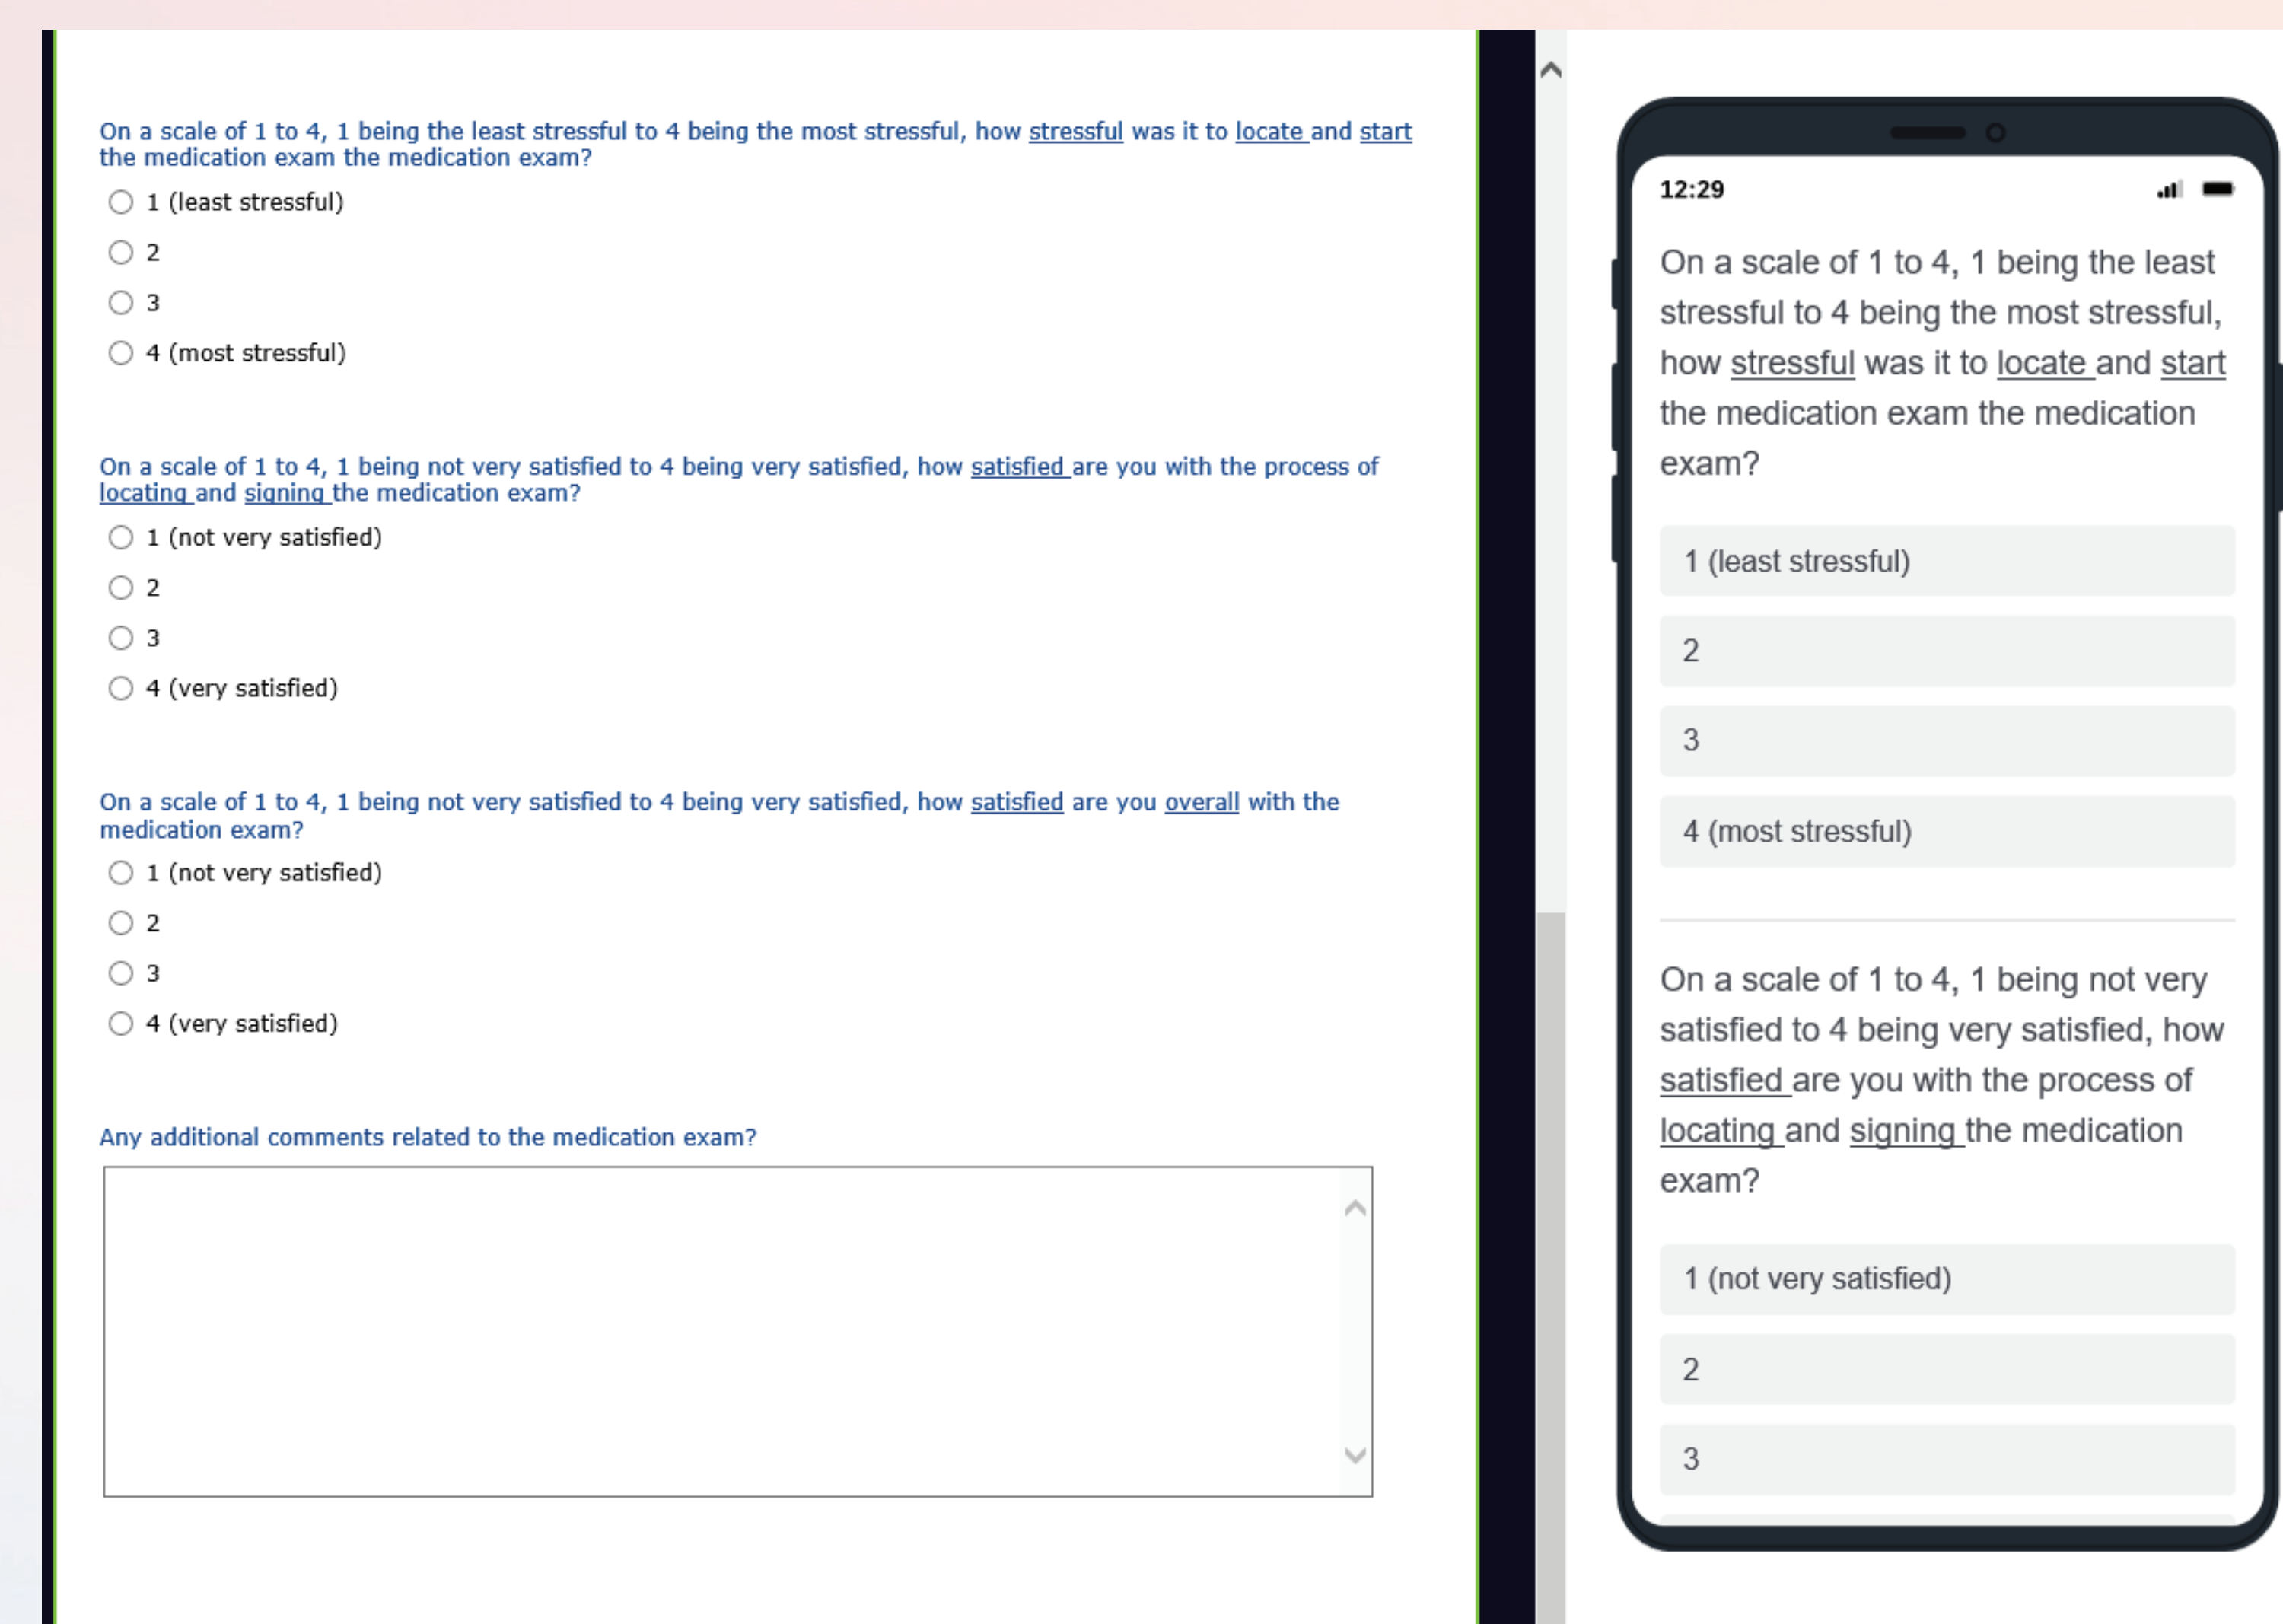 On a scale of 1 to 4, 1 being the least stressful to 4 being the most stressful, how stressful was it to locate and start
the medication exam the medication exam?
1 (least stressful)
2
3
4 (most stressful)
On a scale of 1 to 4, 1 being not very satisfied to 4 being very satisfied, how satisfied are you with the process of
locating and signing the medication exam?
1 (not very satisfied)
2
3
4 (very satisfied)
On a scale of 1 to 4, 1 being not very satisfied to 4 being very satisfied, how satisfied are you overall with the
medication exam?
1 (not very satisfied)
2
3
4 (very satisfied)
Any additional comments related to the medication exam?
12:29
On a scale of 1 to 4, 1 being the least
stressful to 4 being the most stressful,
how stressful was it to locate and start
the medication exam the medication
exam?
1 (least stressful)
2
3
4 (most stressful)
On a scale of 1 to 4, 1 being not very
satisfied to 4 being very satisfied, how
satisfied are you with the process of
locating and signing the medication
exam?
1 (not very satisfied)
2
3